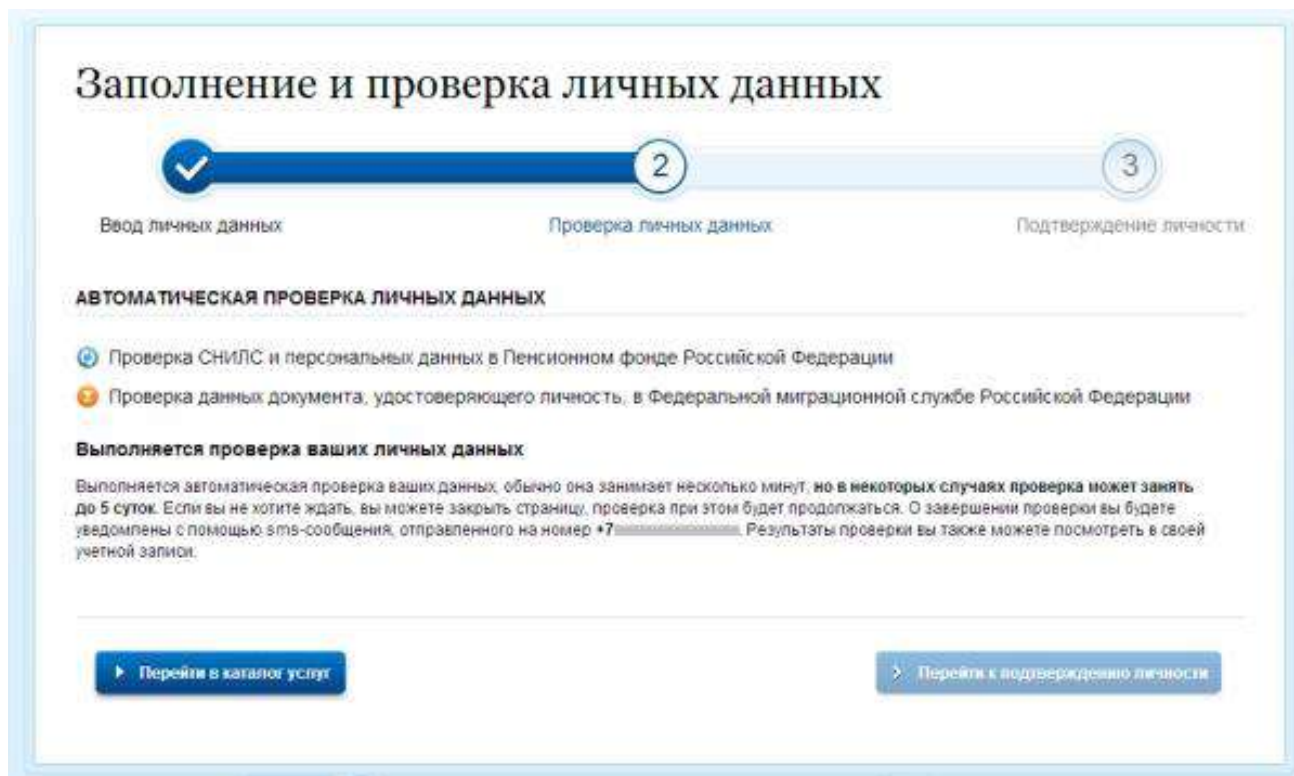 Заполнение и проверка личных данных
2
3
Ввод личных данных
Проверка личных данных
Подтверждение личности
АВТОМАТИЧЕСКАЯ ПРОВЕРКА ЛИЧНЫХ ДАННЫХ
Проверка СНИЛС и персональных данных в Пенсионном фонде Российской Федерации
Проверка данных документа, удостоверяющего личность, в Федеральной миграционной службе Российской Федерации
Выполняется проверка ваших личных данных
Выполняется автоматическая проверка ваших данных, обычно она занимает несколько минут, но в некоторых случаях проверка может занять
до 5 суток. Если вы не хотите ждать, вы можете закрыть страницу, проверка при этом будет продолжаться. О завершении проверки вы будете
уведомлены с помощью sms-сообщения, отправленного на номер +7 . Результаты проверки вы также можете посмотреть в своей
учетной записи.
Перейти в каталог услуг
Перейти к подтверждению личности